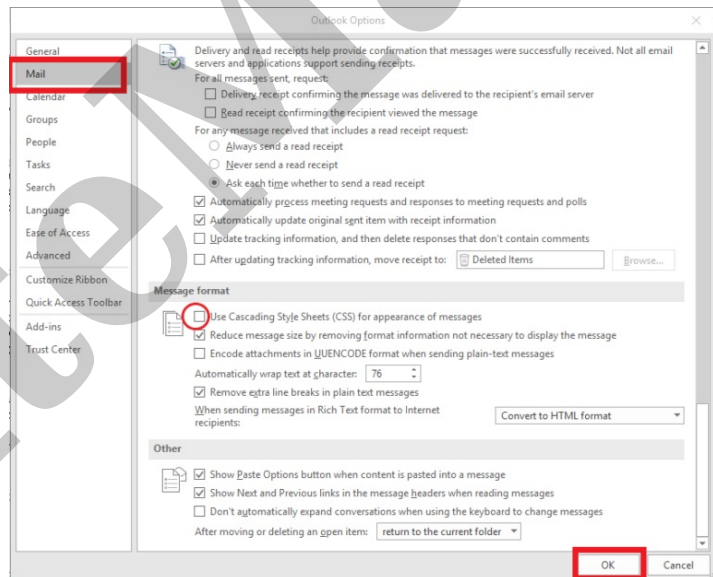 Outlook Options
General
Mail
Calendar
Groups
People
Tasks
Search
Language
Ease of Access
Advanced
Customize Ribbon
Quick Access Toolbar
Add-ins
Trust Center
Delivery and read receipts help provide confirmation that messages were successfully received. Not all email
servers and applications support sending receipts.
For all messages sent, request:
Delivery receipt confirming the message was delivered to the recipient's email server
Read receipt confirming the recipient viewed the message
For any message received that includes a read receipt request:
Always send a read receipt
Never send a read receipt
Ask each time whether to send a read receipt
Automatically process meeting requests and responses to meeting requests and polls
Automatically update original sent item with receipt information
Update tracking information, and then delete responses that don't contain comments
After updating tracking information, move receipt to: Deleted Items Browse...
Message format
Use Cascading Style Sheets (CSS) for appearance of messages
Reduce message size by removing format information not necessary to display the message
Encode attachments in UUENCODE format when sending plain-text messages
Automatically wrap text at character: 76
Remove extra line breaks in plain text messages
When sending messages in Rich Text format to Internet
recipients: Convert to HTML format
Other
Show Paste Options button when content is pasted into a message
Show Next and Previous links in the message headers when reading messages
Don't automatically expand conversations when using the keyboard to change messages
After moving or deleting an open item: return to the current folder
OK Cancel